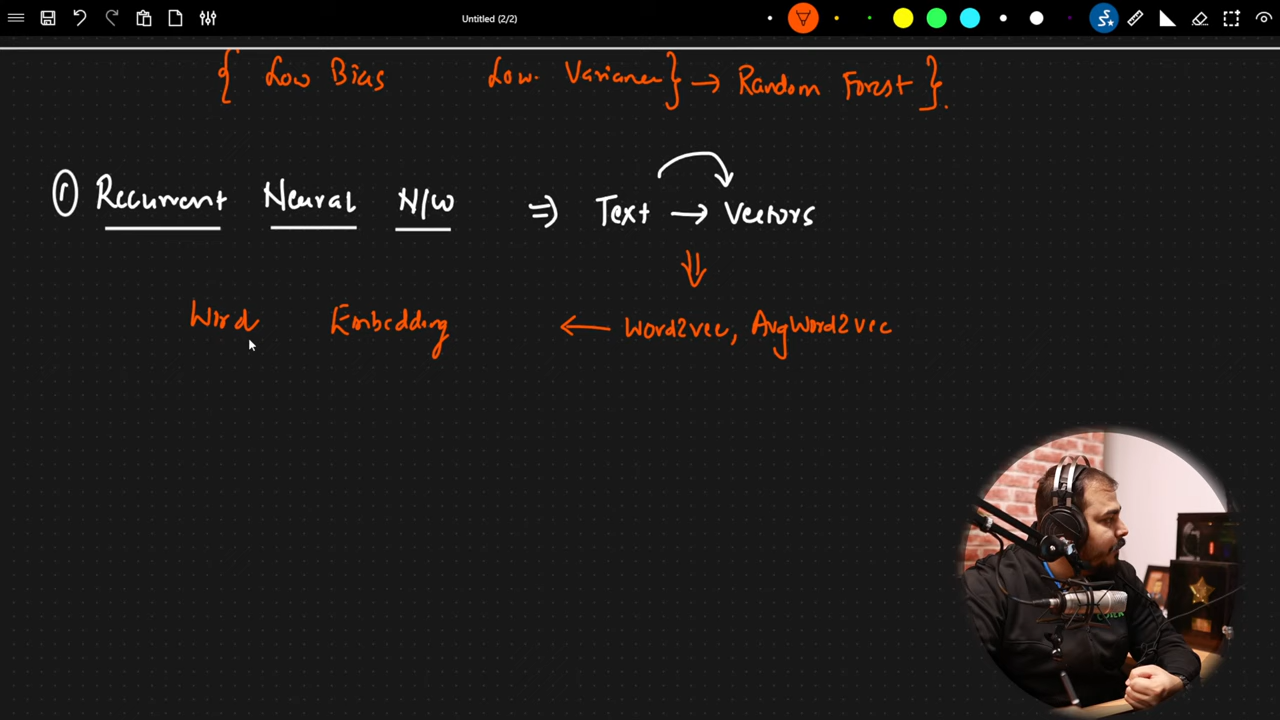 Untitled (2/2)
{ Low Bias Low. Variance } → Random Forest }.
① Recurrent Neural N/W ⇒ Text → Vectors
Word Embedding ← Word2vec, AvgWord2vec